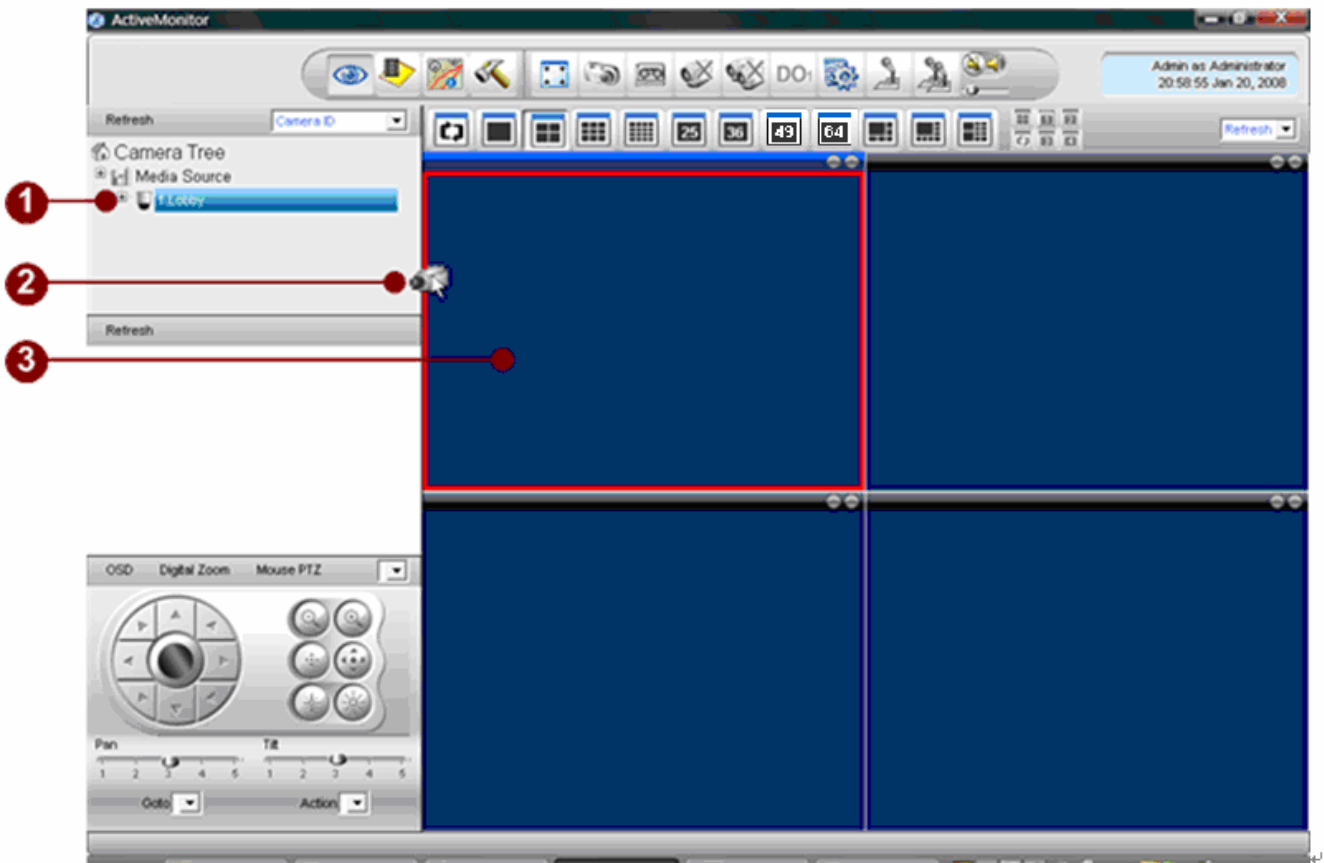 ActiveMonitor
DO1
Admin as Administrator
20:58:55 Jan 20, 2008
Refresh
Camera ID
25
36
49
64
Refresh
Camera Tree
Media Source
1.Lobby
1
2
3
Refresh
OSD Digital Zoom Mouse PTZ
Pan Tilt
1 2 3 4 5 1 2 3 4 5
Goto Action